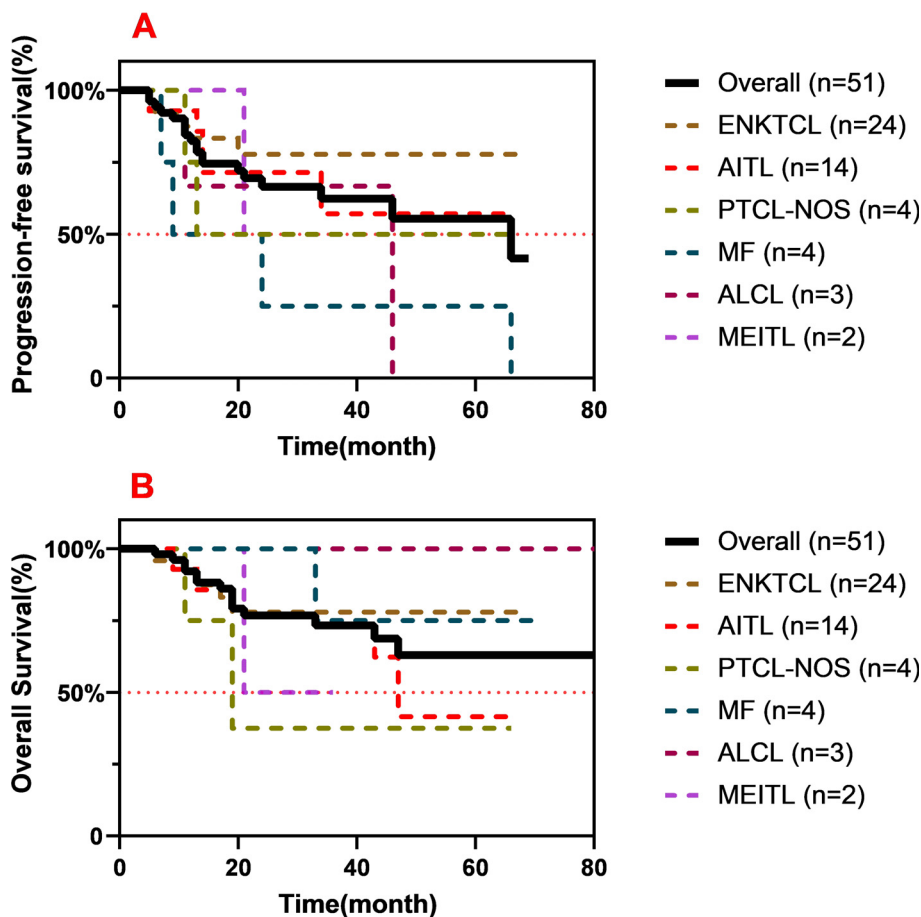 A
Progression-free survival(%)
100%
50%
0
0 20 40 60 80
Time(month)
Overall (n=51)
ENKTCL (n=24)
AITL (n=14)
PTCL-NOS (n=4)
MF (n=4)
ALCL (n=3)
MEITL (n=2)
B
Overall Survival(%)
100%
50%
0
0 20 40 60 80
Time(month)
Overall (n=51)
ENKTCL (n=24)
AITL (n=14)
PTCL-NOS (n=4)
MF (n=4)
ALCL (n=3)
MEITL (n=2)